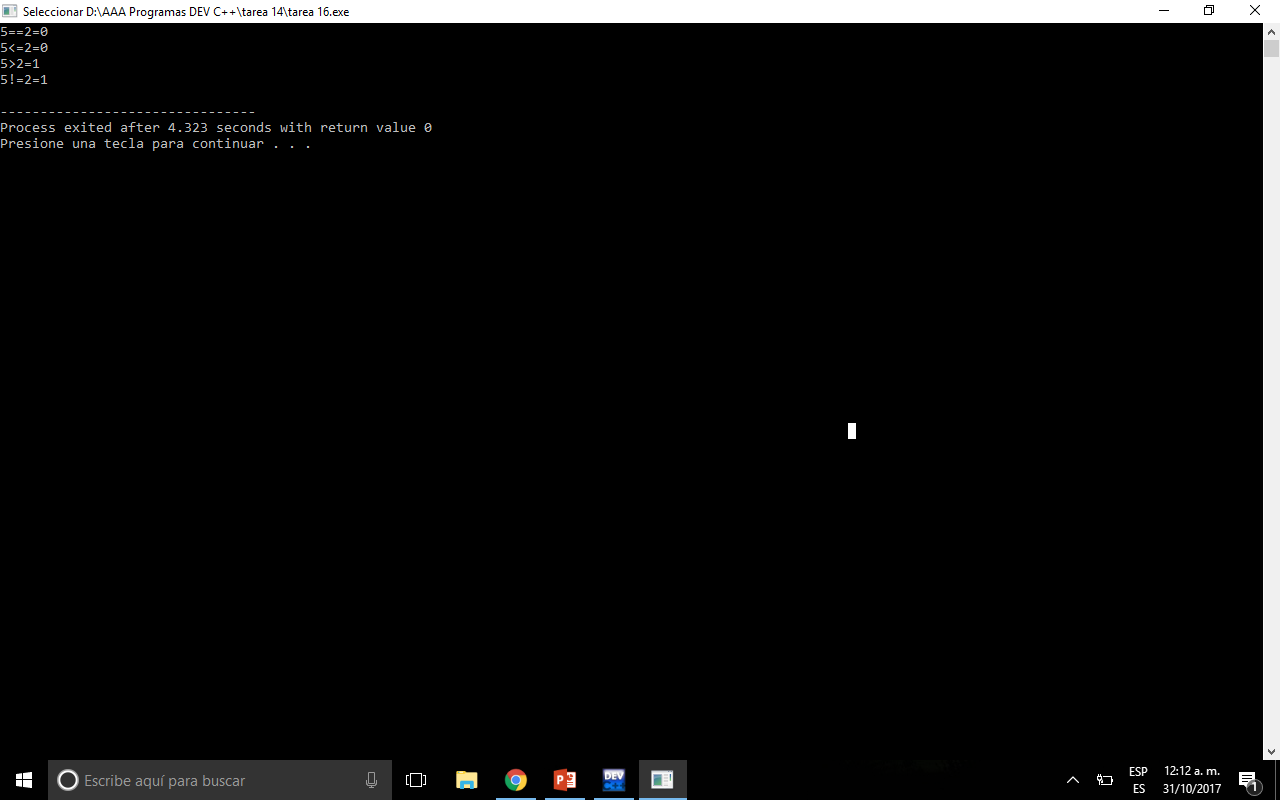 Seleccionar D:\AAA Programas DEV C++\tarea 14\tarea 16.exe
5==2=0
5<=2=0
5>2=1
5!=2=1
--------------------------------
Process exited after 4.323 seconds with return value 0
Presione una tecla para continuar . . .
Escribe aquí para buscar
P
DEV
C++
ESP
ES
12:12 a. m.
31/10/2017
1